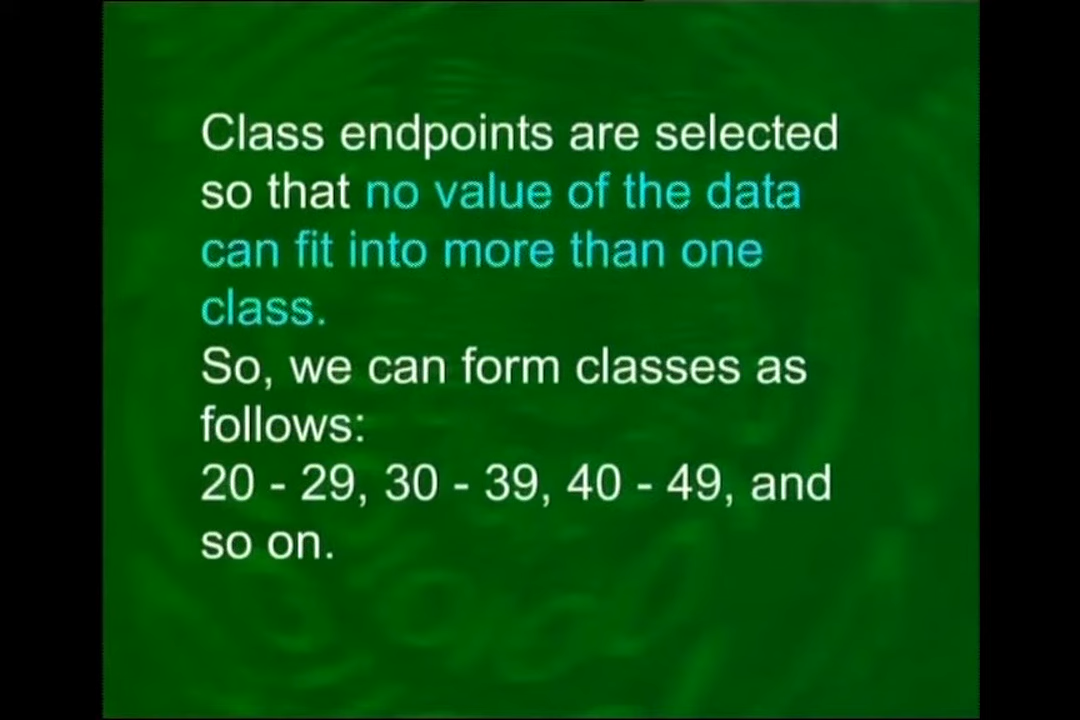 Class endpoints are selected
so that no value of the data
can fit into more than one
class.
So, we can form classes as
follows:
20 - 29, 30 - 39, 40 - 49, and
so on.